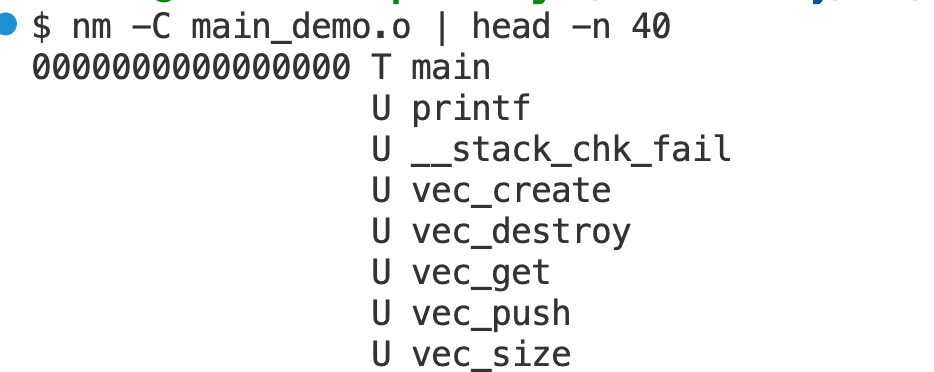 $ nm -C main_demo.o | head -n 40
0000000000000000 T main
                 U printf
                 U __stack_chk_fail
                 U vec_create
                 U vec_destroy
                 U vec_get
                 U vec_push
                 U vec_size